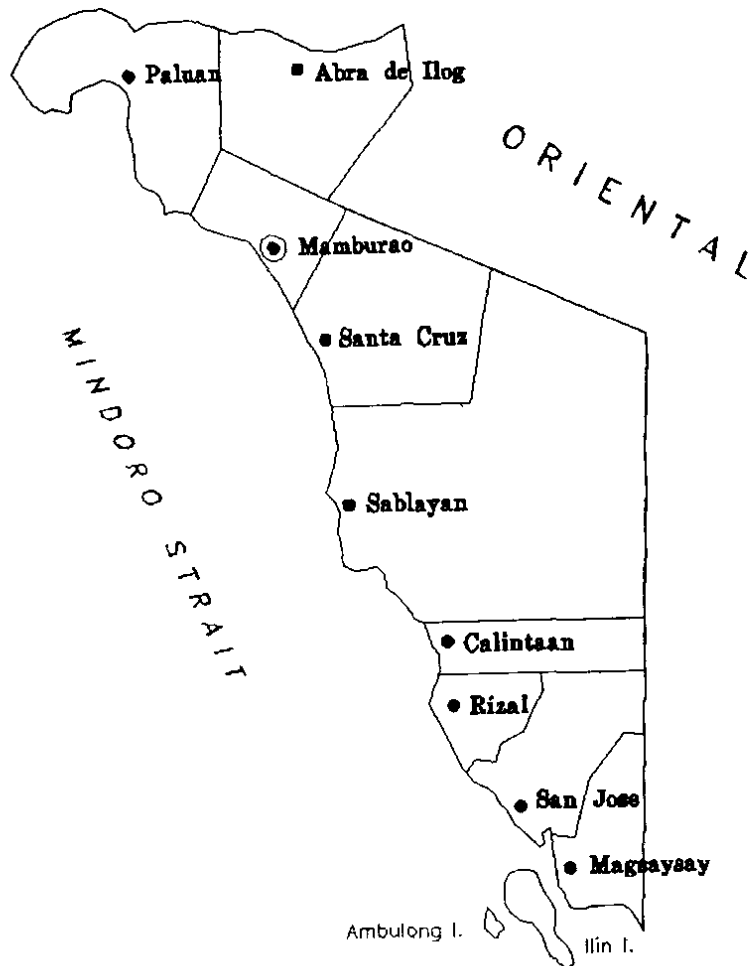 Paluan
Abra de Ilog
ORIENTAL
Mamburao
Santa Cruz
MINDORO STRAIT
Sablayan
Calintaan
Rizal
San Jose
Magsaysay
Ambulong I.
Ilin I.